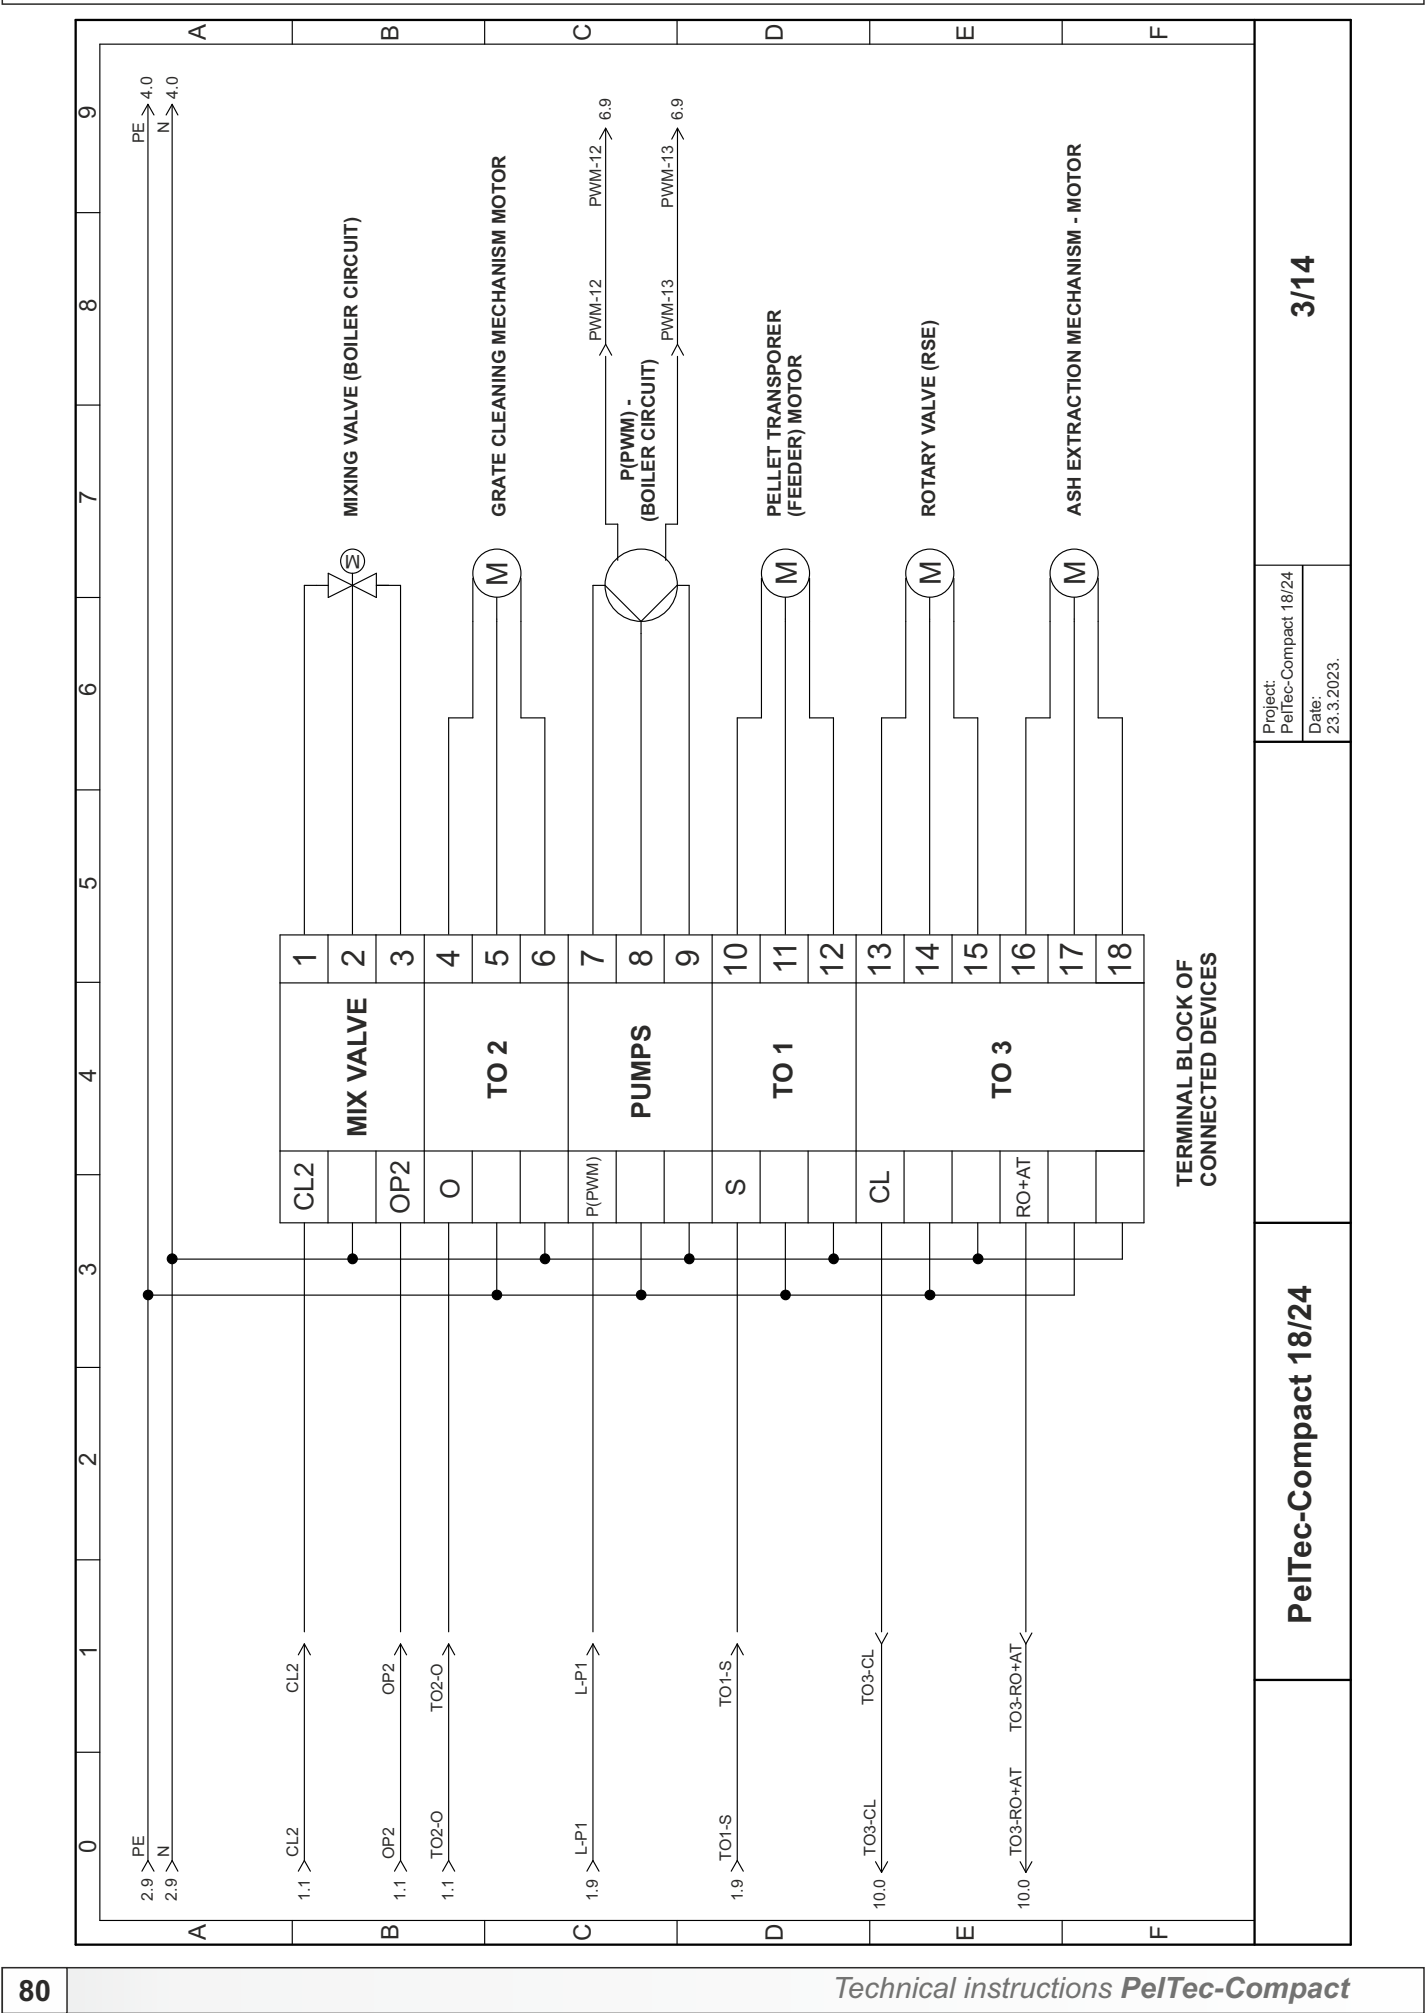 0 1 2 3 4 5 6 7 8 9
A
B
C
D
E
F
A
B
C
D
E
F
2.9 PE PE 4.0
2.9 N N 4.0
1.1 CL2 CL2
1.1 OP2 OP2
1.1 TO2-O TO2-O
1.9 L-P1 L-P1
1.9 TO1-S TO1-S
10.0 TO3-CL TO3-CL
10.0 TO3-RO+AT TO3-RO+AT
CL2
OP2
O
P(PWM)
S
CL
RO+AT
MIX VALVE
TO 2
PUMPS
TO 1
TO 3
1
2
3
4
5
6
7
8
9
10
11
12
13
14
15
16
17
18
TERMINAL BLOCK OF
CONNECTED DEVICES
M
MIXING VALVE (BOILER CIRCUIT)
M
GRATE CLEANING MECHANISM MOTOR
P(PWM) -
(BOILER CIRCUIT)
PWM-12 PWM-12 6.9
PWM-13 PWM-13 6.9
M
PELLET TRANSPORER
(FEEDER) MOTOR
M
ROTARY VALVE (RSE)
M
ASH EXTRACTION MECHANISM - MOTOR
PelTec-Compact 18/24
Project:
PelTec-Compact 18/24
Date:
23.3.2023.
3/14
80
Technical instructions PelTec-Compact